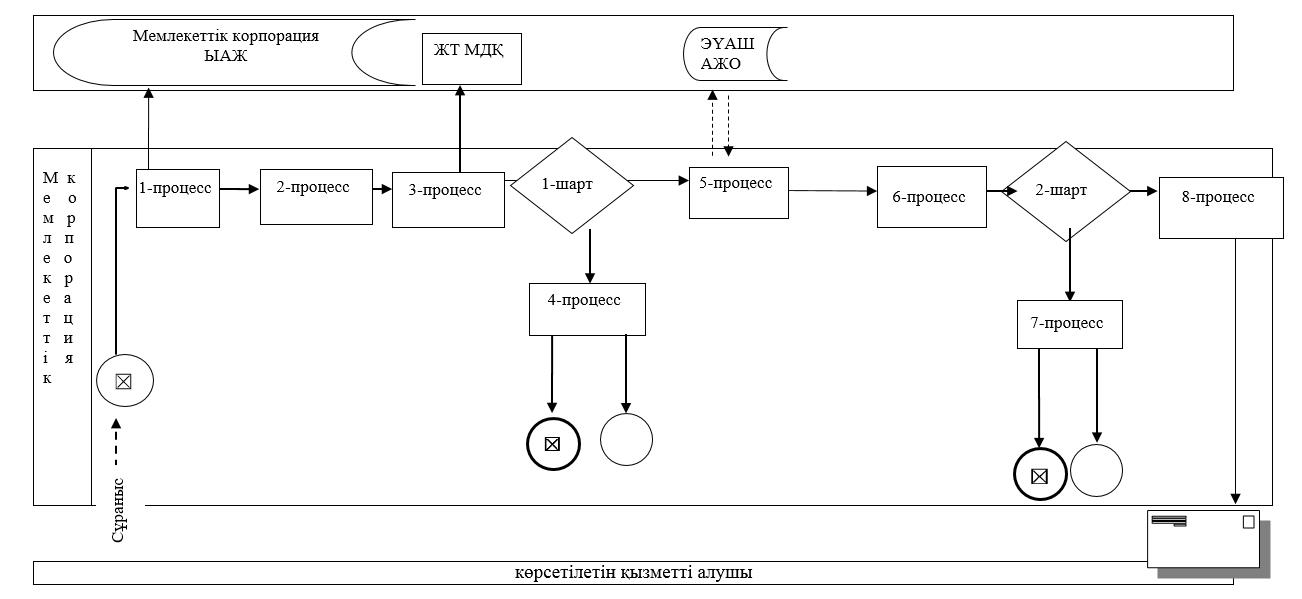 Мемлекеттік корпорация
ЫАЖ
ЖТ МДҚ
ЭҮАШ
АЖО
Мемлекеттік
корпорация
1-процесс
2-процесс
3-процесс
1-шарт
5-процесс
6-процесс
2-шарт
8-процесс
4-процесс
7-процесс
Сұраныс
көрсетілетін қызметті алушы